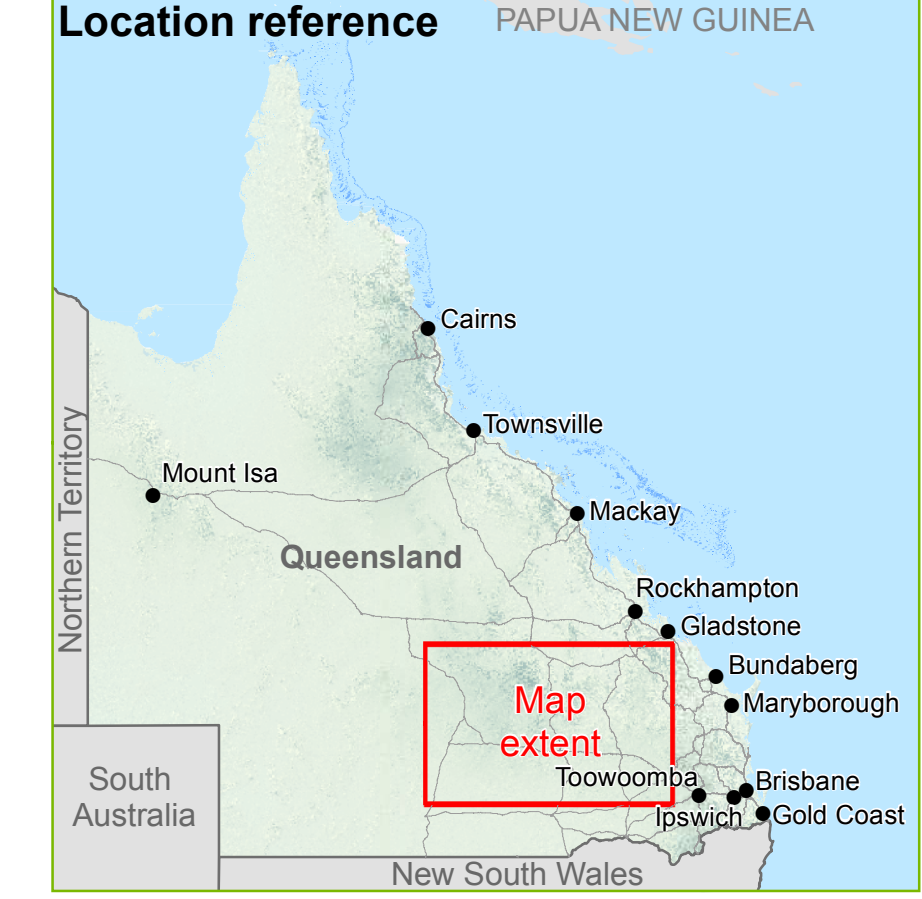 Location reference
PAPUA NEW GUINEA
Cairns
Townsville
Northern Territory
Mount Isa
Mackay
Queensland
Rockhampton
Gladstone
Bundaberg
Map
extent
Maryborough
South
Australia
Toowoomba
Brisbane
Ipswich
Gold Coast
New South Wales